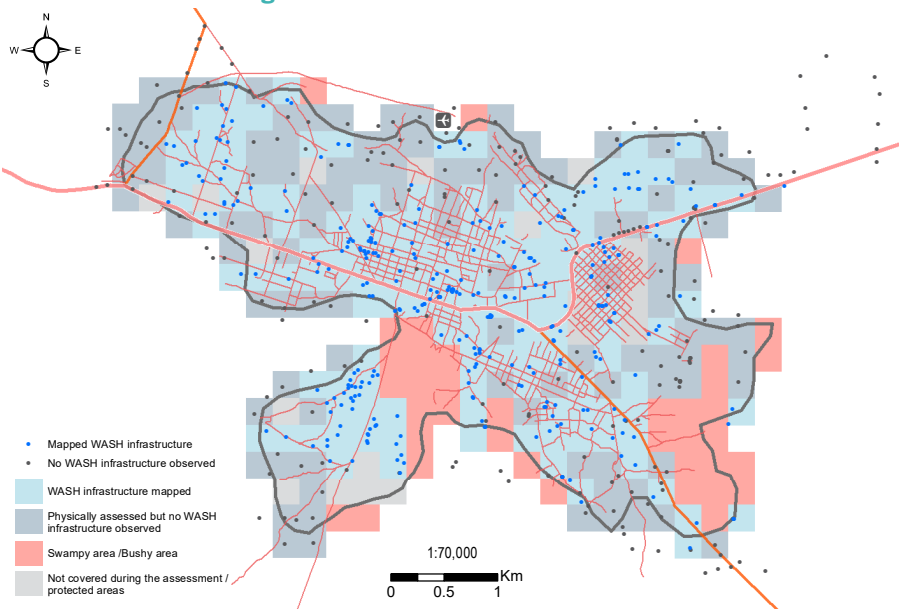 N
W E
S
Mapped WASH infrastructure
No WASH infrastructure observed
WASH infrastructure mapped
Physically assessed but no WASH
infrastructure observed
Swampy area /Bushy area
Not covered during the assessment /
protected areas
1:70,000
Km
0 0.5 1